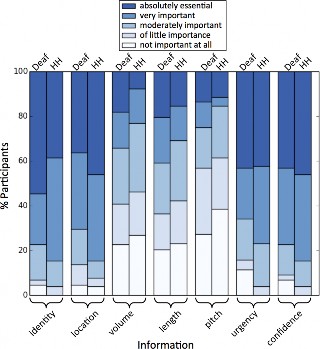 absolutely essential
very important
moderately important
of little importance
not important at all
Deaf HH Deaf HH Deaf HH Deaf HH Deaf HH Deaf HH Deaf HH
100
80
60
40
20
0
% Participants
identity location volume length pitch urgency confidence
Information